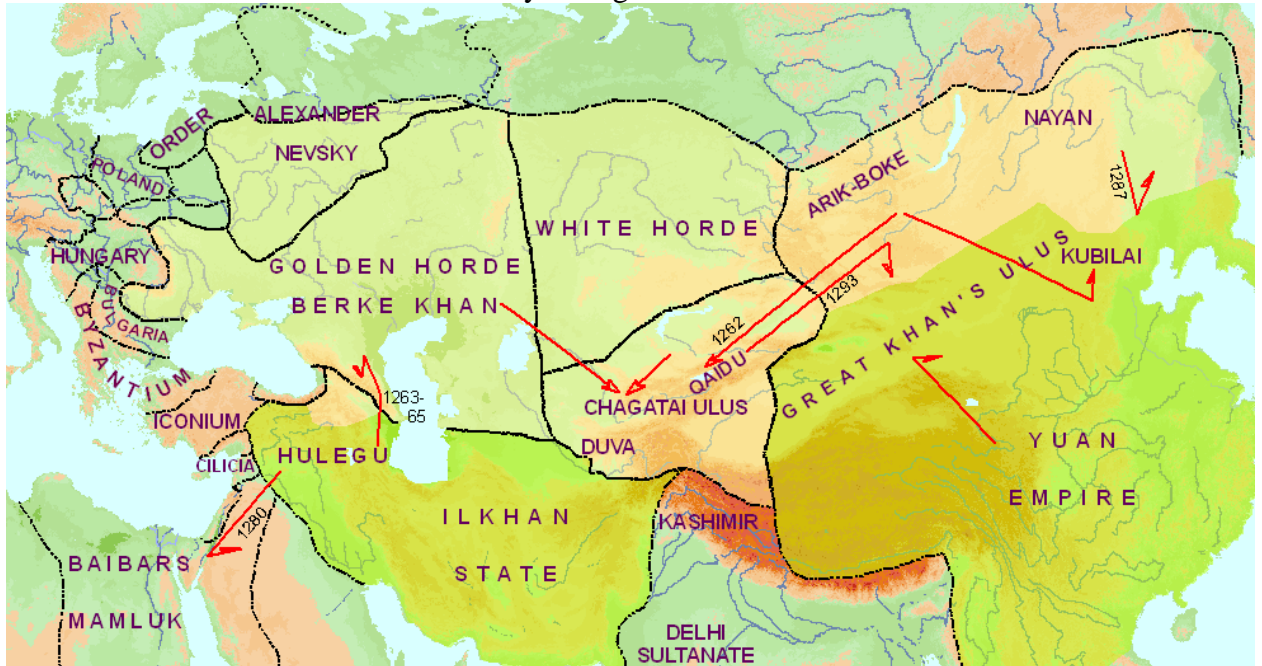 ALEXANDER
NEVSKY
ORDER
POLAND
HUNGARY
BULGARIA
BYZANTIUM
GOLDEN HORDE
BERKE KHAN
WHITE HORDE
ARIK-BOKE
NAYAN
1287
KUBILAI
GREAT KHAN'S ULUS
1262
1293
QAIDU
CHAGATAI ULUS
DUVA
1263-
65
ICONIUM
CILICIA
HULEGU
1280
ILKHAN
STATE
KASHIMIR
YUAN
EMPIRE
BAIBARS
MAMLUK
DELHI
SULTANATE